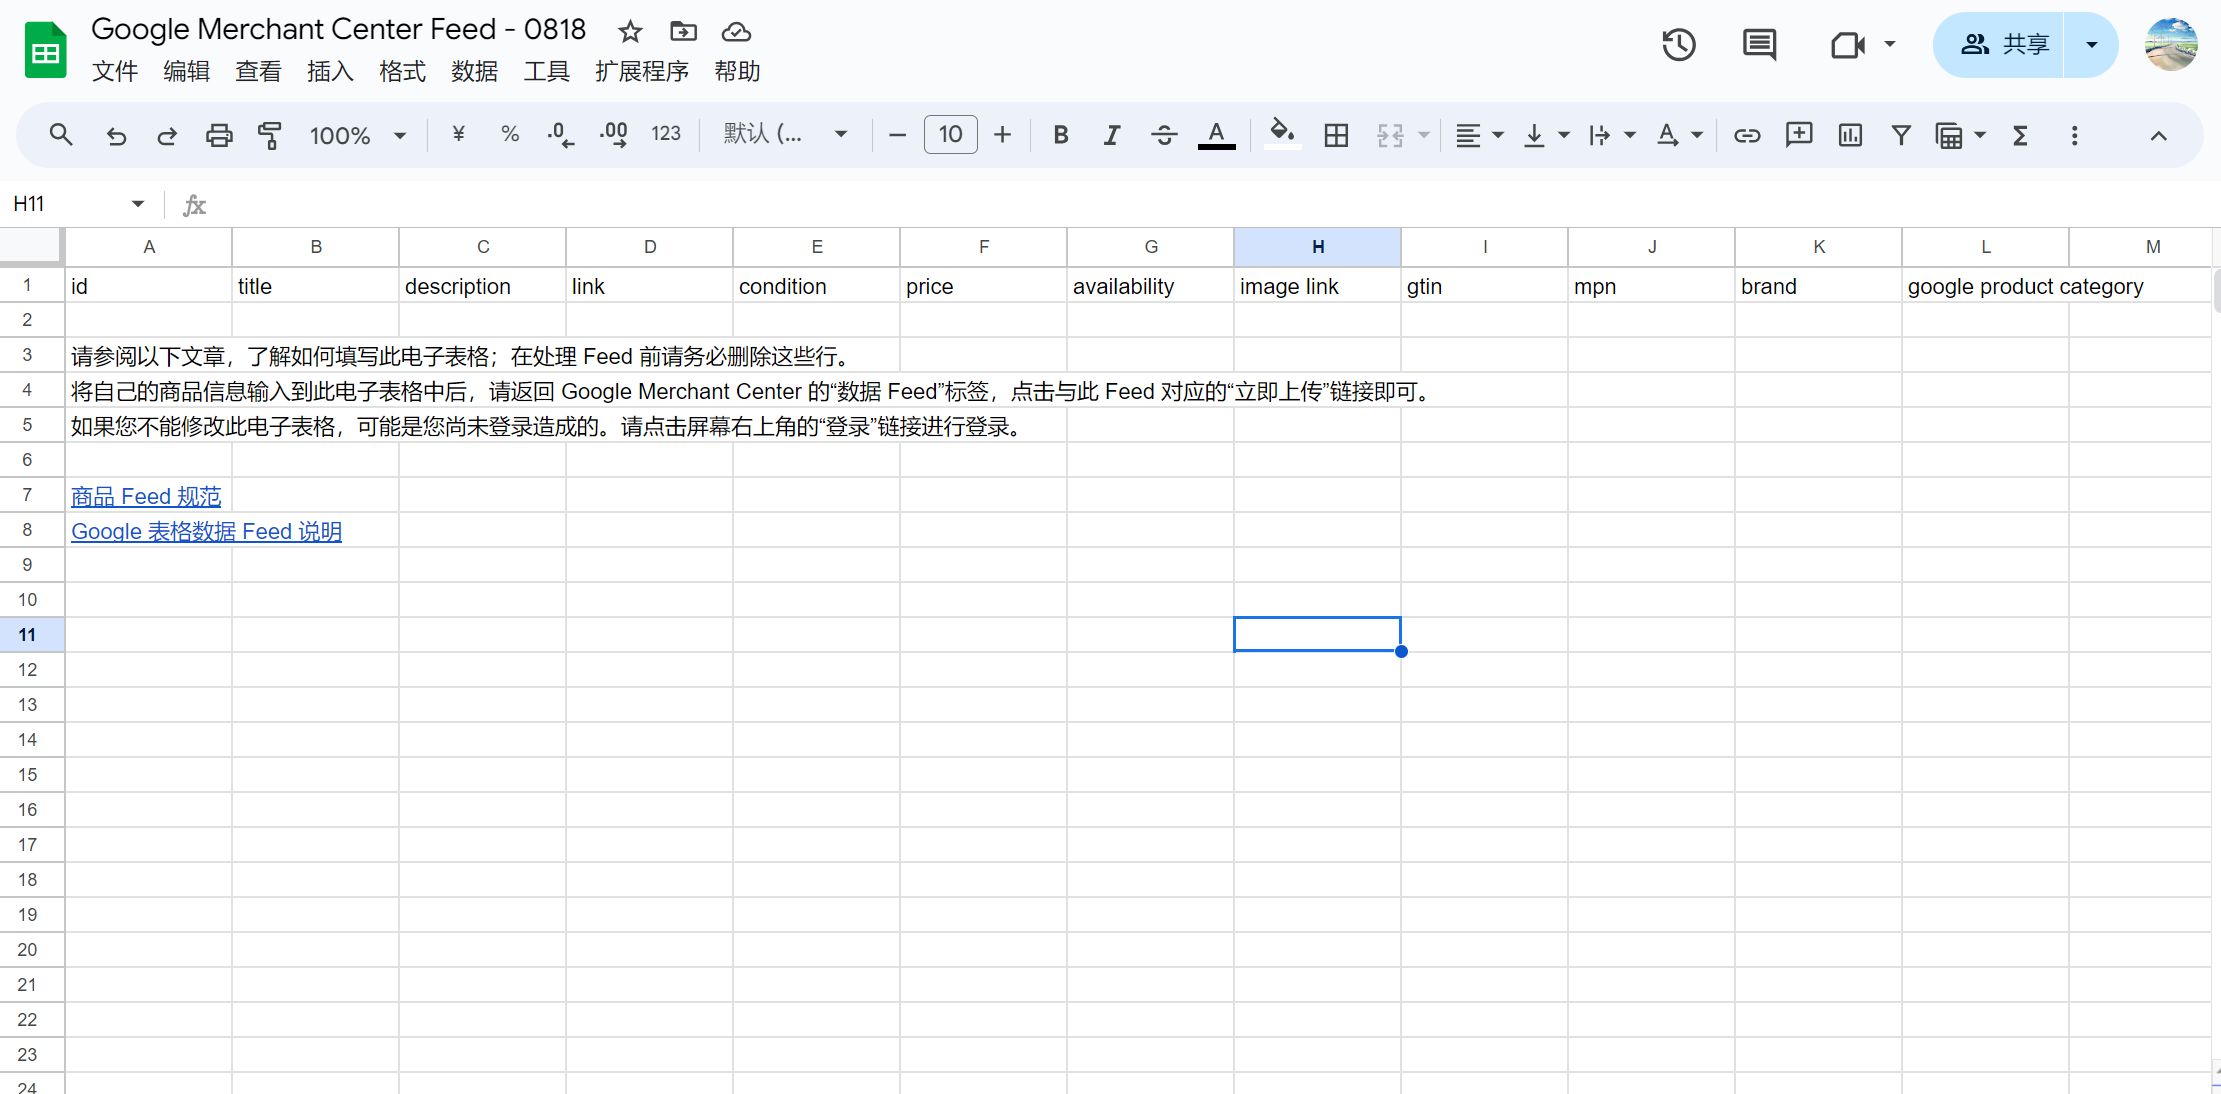 Google Merchant Center Feed - 0818
文件 编辑 查看 插入 格式 数据 工具 扩展程序 帮助
共享
100% ¥ % .0 .00 123 默认 (... 10 B I A A Σ
H11 fx
A B C D E F G H I J K L M
1 id title description link condition price availability image link gtin mpn brand google product category
2
3 请参阅以下文章，了解如何填写此电子表格；在处理 Feed 前请务必删除这些行。
4 将自己的商品信息输入到此电子表格中后，请返回 Google Merchant Center 的“数据 Feed”标签，点击与此 Feed 对应的“立即上传”链接即可。
5 如果您不能修改此电子表格，可能是您尚未登录造成的。请点击屏幕右上角的“登录”链接进行登录。
6
7 商品 Feed 规范
8 Google 表格数据 Feed 说明
9
10
11
12
13
14
15
16
17
18
19
20
21
22
23
24